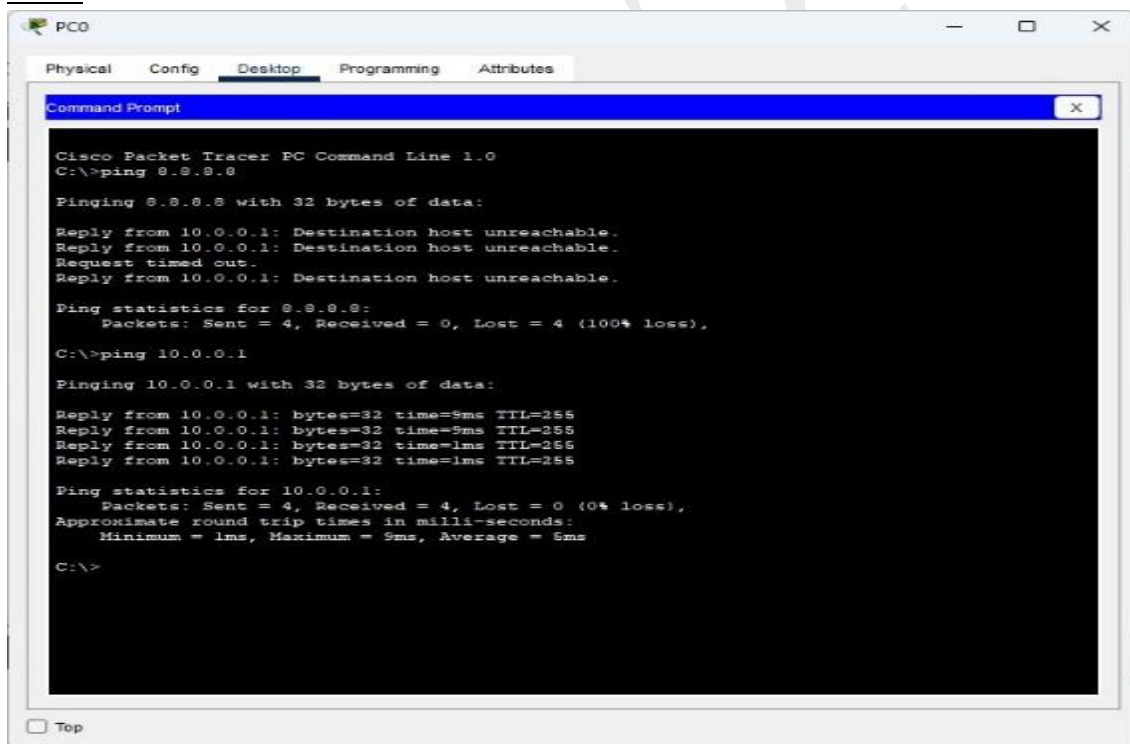 PC0
Physical Config Desktop Programming Attributes
Command Prompt
X
Cisco Packet Tracer PC Command Line 1.0
C:\>ping 8.8.8.8
Pinging 8.8.8.8 with 32 bytes of data:
Reply from 10.0.0.1: Destination host unreachable.
Reply from 10.0.0.1: Destination host unreachable.
Request timed out.
Reply from 10.0.0.1: Destination host unreachable.
Ping statistics for 8.8.8.8:
Packets: Sent = 4, Received = 0, Lost = 4 (100% loss),
C:\>ping 10.0.0.1
Pinging 10.0.0.1 with 32 bytes of data:
Reply from 10.0.0.1: bytes=32 time=9ms TTL=255
Reply from 10.0.0.1: bytes=32 time=9ms TTL=255
Reply from 10.0.0.1: bytes=32 time=1ms TTL=255
Reply from 10.0.0.1: bytes=32 time=1ms TTL=255
Ping statistics for 10.0.0.1:
Packets: Sent = 4, Received = 4, Lost = 0 (0% loss),
Approximate round trip times in milli-seconds:
Minimum = 1ms, Maximum = 9ms, Average = 5ms
C:\>
Top